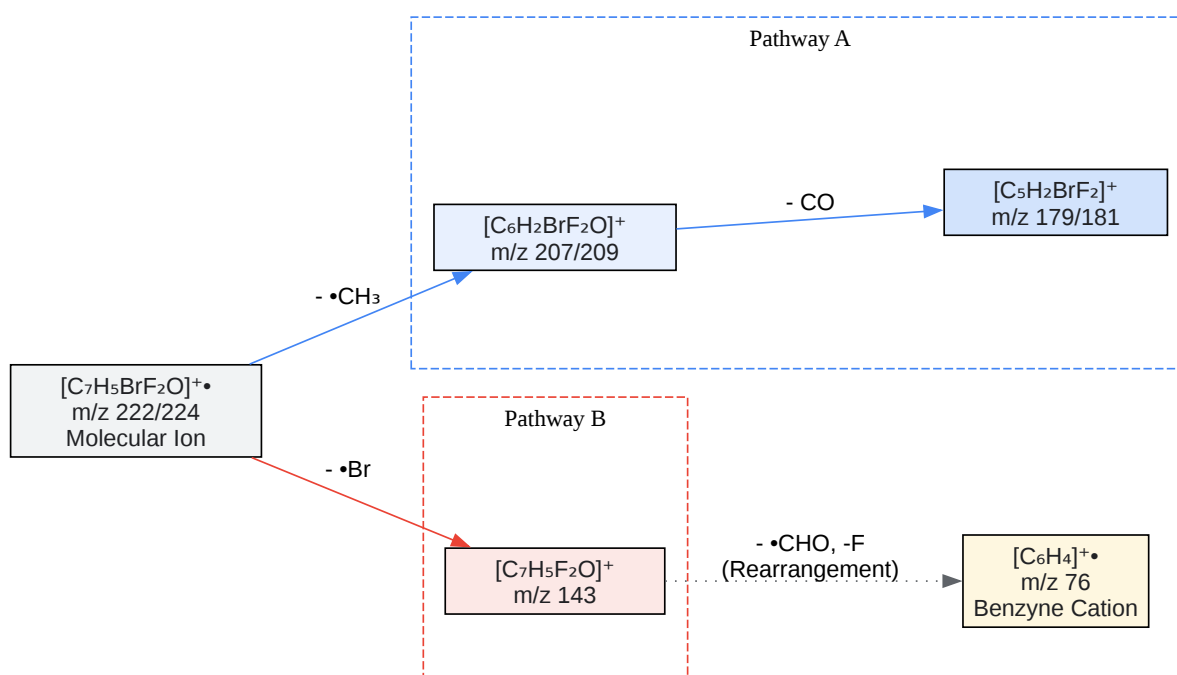 Pathway A
[C₅H₂BrF₂]⁺
m/z 179/181
- CO
[C₆H₂BrF₂O]⁺
m/z 207/209
- •CH₃
[C₇H₅BrF₂O]⁺•
m/z 222/224
Molecular Ion
Pathway B
- •Br
[C₇H₅F₂O]⁺
m/z 143
- •CHO, -F
(Rearrangement)
[C₆H₄]⁺•
m/z 76
Benzyne Cation